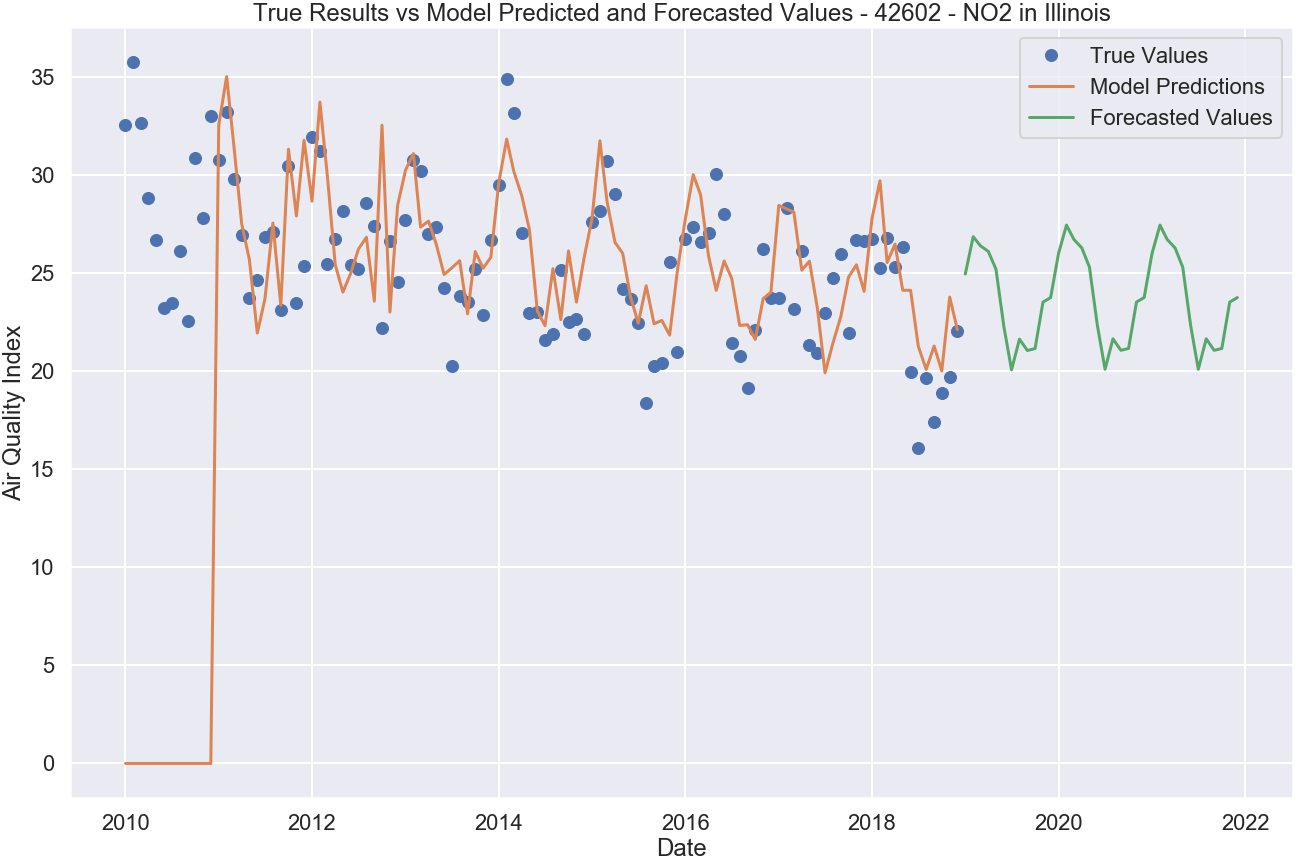 True Results vs Model Predicted and Forecasted Values - 42602 - NO2 in Illinois
True Values
Model Predictions
Forecasted Values
35
30
25
20
15
10
5
0
Air Quality Index
2010 2012 2014 2016 2018 2020 2022
Date